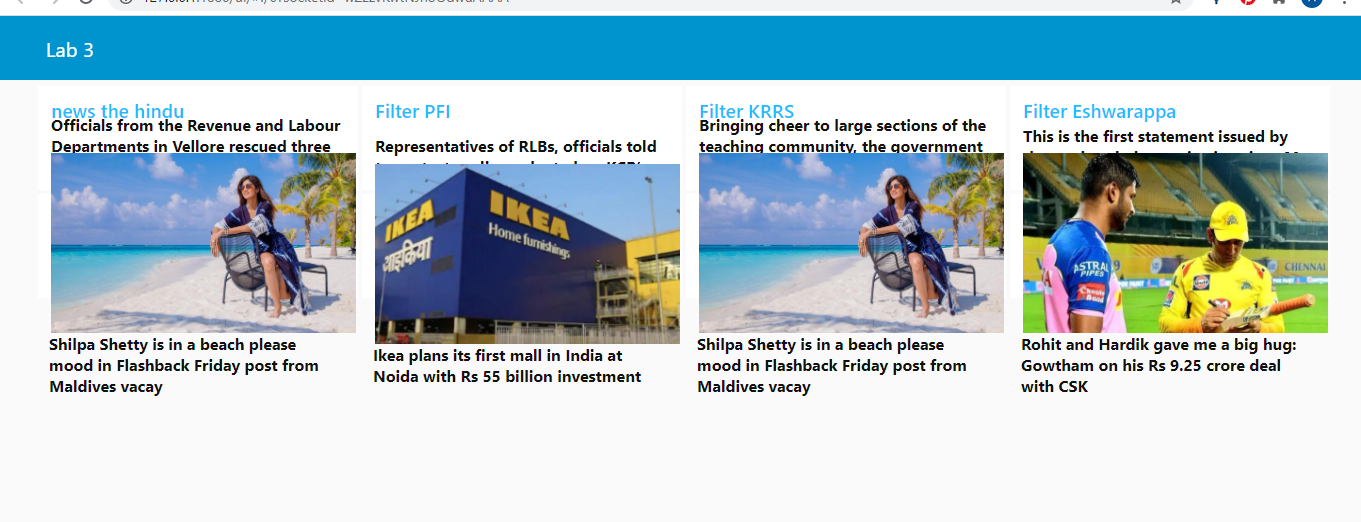 Lab 3
news the hindu
Officials from the Revenue and Labour
Departments in Vellore rescued three
IKEA
IKEA
आइकिया
Home furnishings
Shilpa Shetty is in a beach please
mood in Flashback Friday post from
Maldives vacay
Filter PFI
Representatives of RLBs, officials told
Ikea plans its first mall in India at
Noida with Rs 55 billion investment
Filter KRRS
Bringing cheer to large sections of the
teaching community, the government
Shilpa Shetty is in a beach please
mood in Flashback Friday post from
Maldives vacay
Filter Eshwarappa
This is the first statement issued by
ASTRAL
PIPES
CHENNAI
Rohit and Hardik gave me a big hug:
Gowtham on his Rs 9.25 crore deal
with CSK